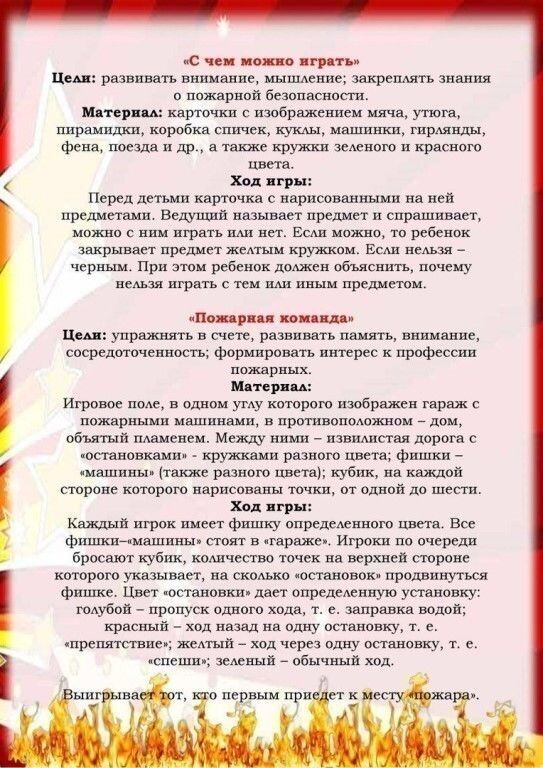 «С чем можно играть»
Цели: развивать внимание, мышление; закреплять знания
о пожарной безопасности.
Материал: карточки с изображением мяча, утюга,
пирамидки, коробка спичек, куклы, машинки, гирлянды,
фена, поезда и др., а также кружки зеленого и красного
цвета.
Ход игры:
Перед детьми карточка с нарисованными на ней
предметами. Ведущий называет предмет и спрашивает,
можно с ним играть или нет. Если можно, то ребенок
закрывает предмет желтым кружком. Если нельзя –
черным. При этом ребенок должен объяснить, почему
нельзя играть с тем или иным предметом.
«Пожарная команда»
Цели: упражнять в счете, развивать память, внимание,
сосредоточенность; формировать интерес к профессии
пожарных.
Материал:
Игровое поле, в одном углу которого изображен гараж с
пожарными машинами, в противоположном – дом,
объятый пламенем. Между ними – извилистая дорога с
«остановками» - кружками разного цвета; фишки –
«машины» (также разного цвета); кубик, на каждой
стороне которого нарисованы точки, от одной до шести.
Ход игры:
Каждый игрок имеет фишку определенного цвета. Все
фишки–«машины» стоят в «гараже». Игроки по очереди
бросают кубик, количество точек на верхней стороне
которого указывает, на сколько «остановок» продвинуться
фишке. Цвет «остановки» дает определенную установку:
голубой – пропуск одного хода, т. е. заправка водой;
красный – ход назад на одну остановку, т. е.
«препятствие»; желтый – ход через одну остановку, т. е.
«спеши»; зеленый – обычный ход.
Выигрывает тот, кто первым приедет к месту «пожара».